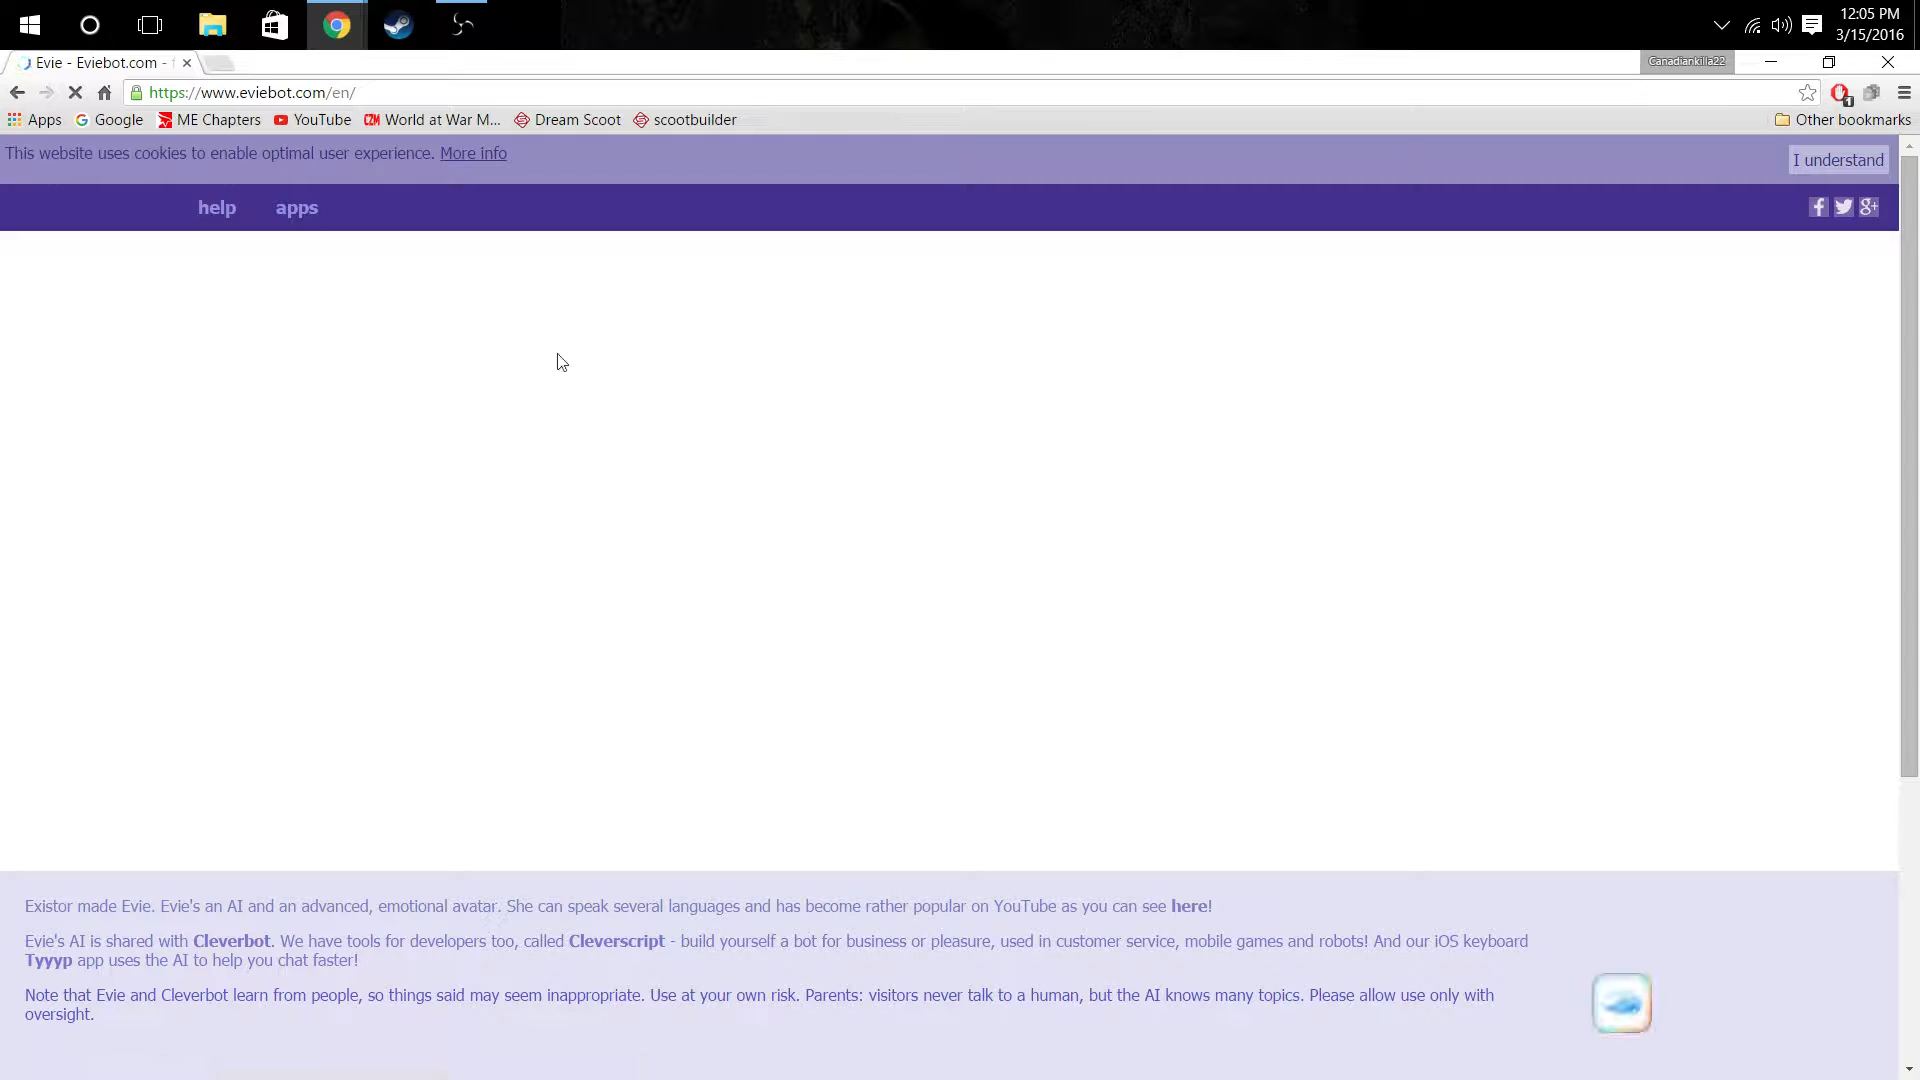 12:05 PM
3/15/2016
Evie - Eviebot.com -
Canadiankilla22
https://www.eviebot.com/en/
Apps Google ME Chapters YouTube World at War M... Dream Scoot scootbuilder Other bookmarks
This website uses cookies to enable optimal user experience. More info I understand
help apps
Existor made Evie. Evie's an AI and an advanced, emotional avatar. She can speak several languages and has become rather popular on YouTube as you can see here!
Evie's AI is shared with Cleverbot. We have tools for developers too, called Cleverscript - build yourself a bot for business or pleasure, used in customer service, mobile games and robots! And our iOS keyboard
Tyyyp app uses the AI to help you chat faster!
Note that Evie and Cleverbot learn from people, so things said may seem inappropriate. Use at your own risk. Parents: visitors never talk to a human, but the AI knows many topics. Please allow use only with
oversight.